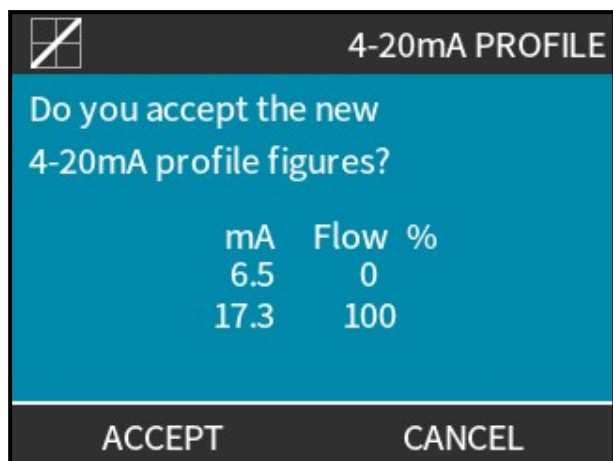 4-20mA PROFILE
Do you accept the new
4-20mA profile figures?
mA Flow %
6.5 0
17.3 100
ACCEPT CANCEL